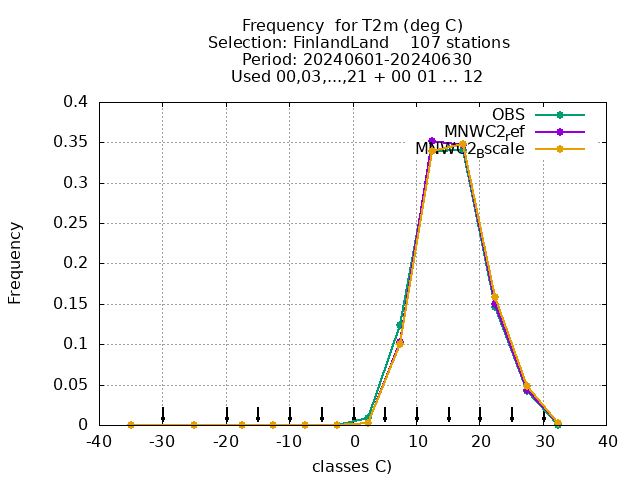 Frequency  for T2m (deg C)
Selection: FinlandLand    107 stations
Period: 20240601-20240630
Used 00,03,...,21 + 00 01 ... 12
OBS
MNWC2ref
MNWC2Bscale
0.4
0.35
0.3
0.25
0.2
0.15
0.1
0.05
0
Frequency
-40 -30 -20 -10 0 10 20 30 40
classes C)